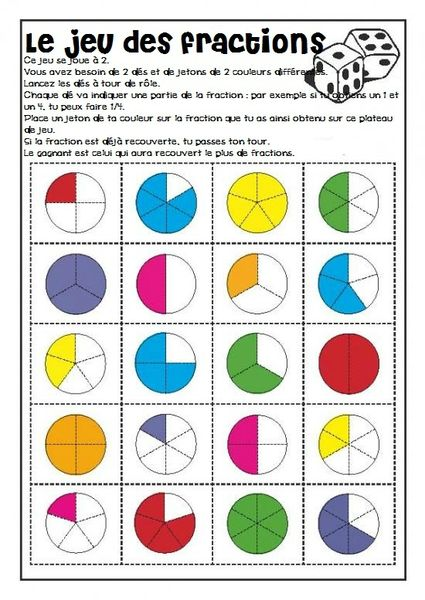 Le jeu des fractions
Ce jeu se joue à 2.
Vous avez besoin de 2 dés et de jetons de 2 couleurs différentes.
Lancez les dés à tour de rôle.
Chaque dé va indiquer une partie de la fraction : par exemple si tu obtiens un 1 et
un 4, tu peux faire 1/4.
Place un jeton de ta couleur sur la fraction que tu as ainsi obtenu sur ce plateau
de jeu.
Si la fraction est déjà recouverte, tu passes ton tour.
Le gagnant est celui qui aura recouvert le plus de fractions.